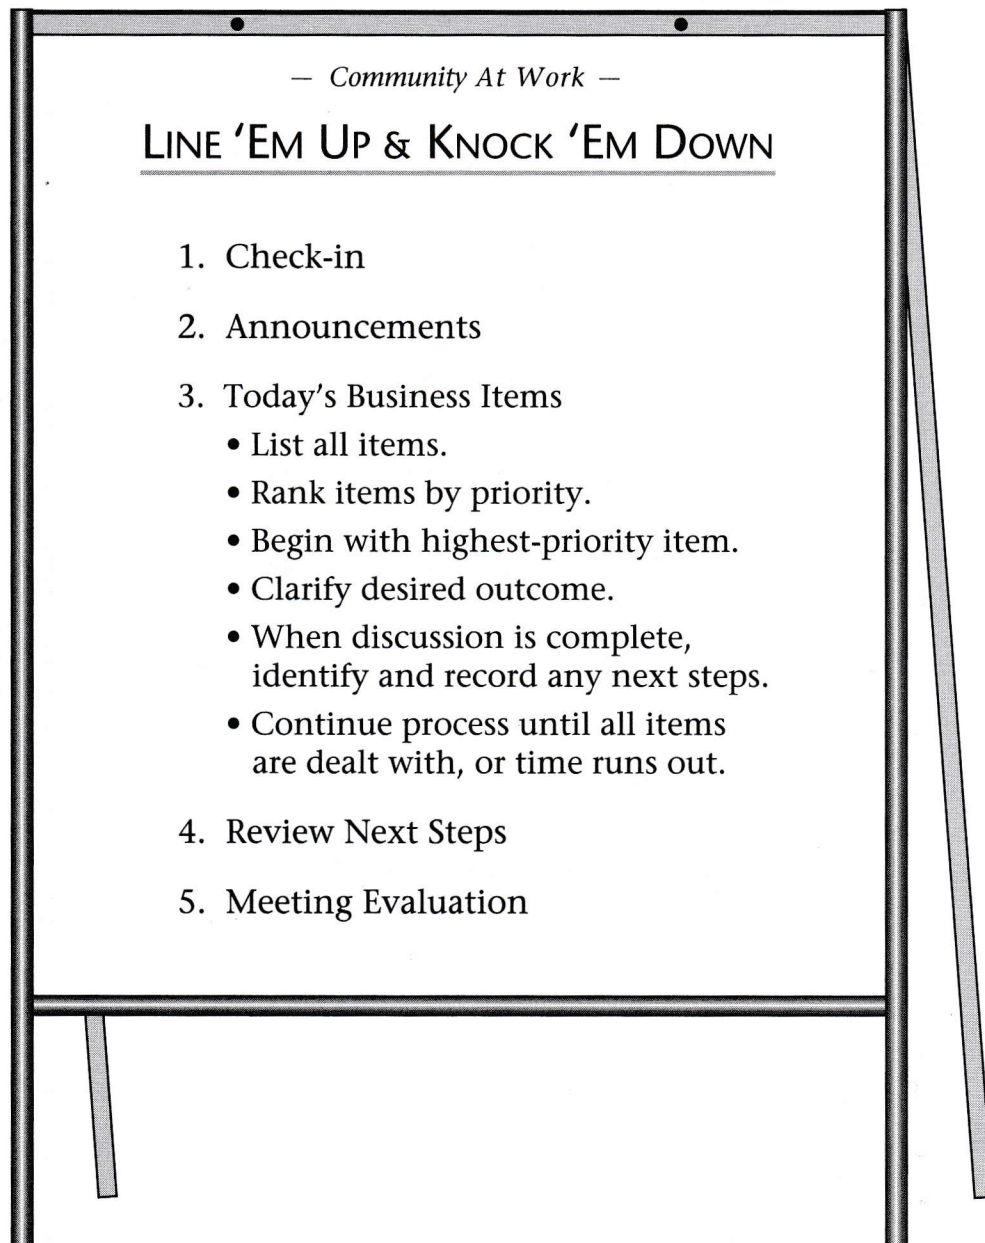 — Community At Work —
LINE ‘EM UP & KNOCK ‘EM DOWN
1. Check-in
2. Announcements
3. Today’s Business Items
• List all items.
• Rank items by priority.
• Begin with highest-priority item.
• Clarify desired outcome.
• When discussion is complete,
identify and record any next steps.
• Continue process until all items
are dealt with, or time runs out.
4. Review Next Steps
5. Meeting Evaluation